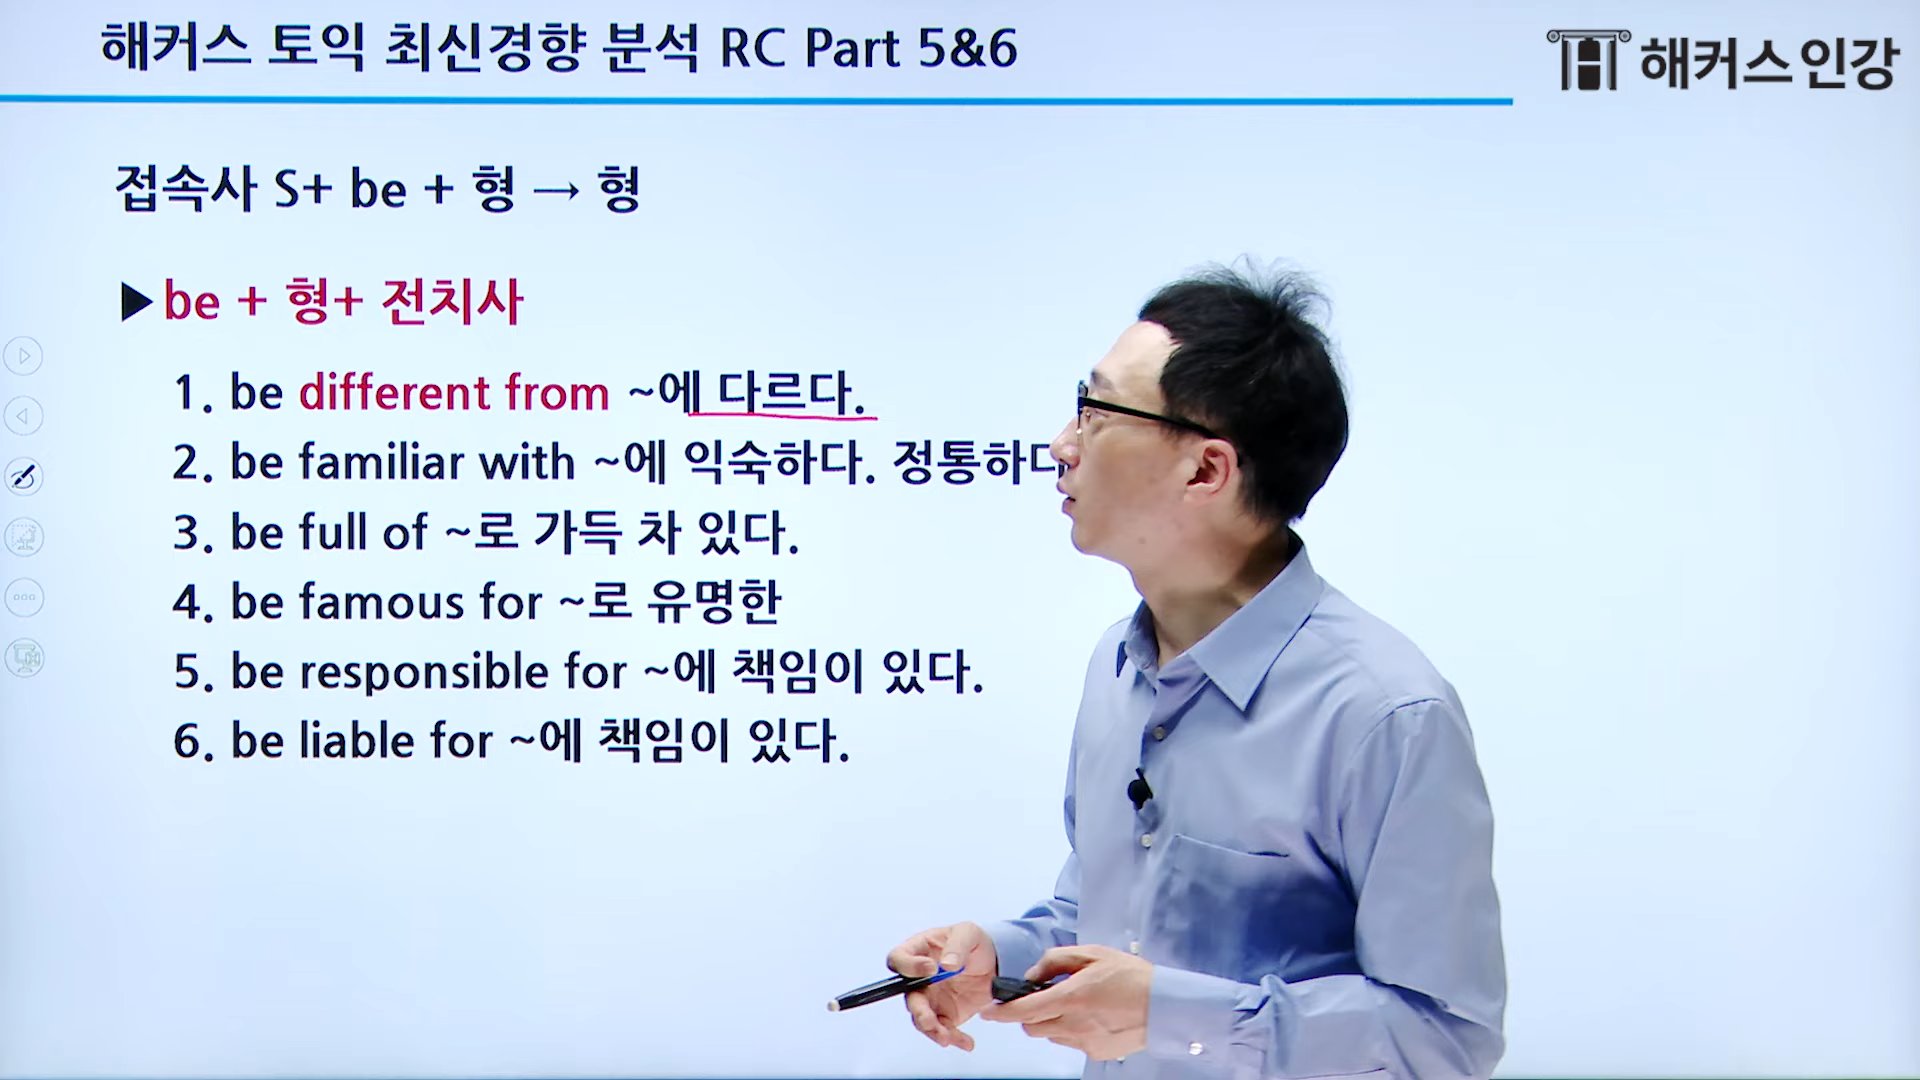 해커스 토익 최신경향 분석 RC Part 5&6
해커스인강
접속사 S+ be + 형 → 형
▶be + 형+ 전치사
1. be different from ~에 다르다.
2. be familiar with ~에 익숙하다. 정통하다
3. be full of ~로 가득 차 있다.
4. be famous for ~로 유명한
5. be responsible for ~에 책임이 있다.
6. be liable for ~에 책임이 있다.